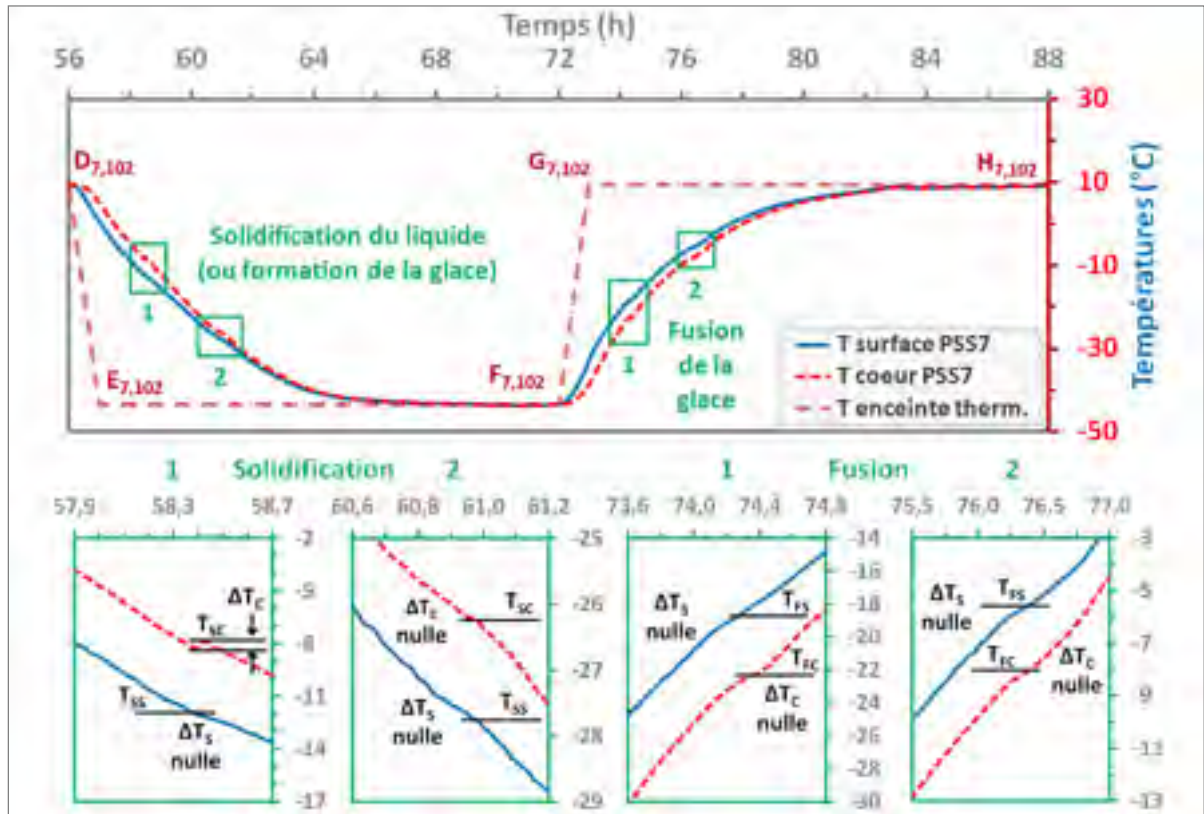 Temps (h)
56 60 64 68 72 76 80 84 88
30
D7,102 G7,102 H7,102
10
Solidification du liquide
(ou formation de la glace)
-10
1
2
Fusion
de la
glace
1
2
T surface PSS7
T coeur PSS7
T enceinte therm.
-30
E7,102 F7,102
-50
Températures (°C)
1 Solidification 2
1 Fusion 2
57,9 58,3 58,7
-2
-5
-8
-11
-14
-17
ΔTC
TSC
TSS
ΔTS
nulle
60,6 60,8 61,0 61,2
-25
-26
-27
-28
-29
ΔTC
nulle
TSC
ΔTS
nulle
TSS
73,6 74,0 74,4 74,8
-14
-16
-18
-20
-22
-24
-26
-28
-30
ΔTS
nulle
TFS
TFC
ΔTC
nulle
75,5 76,0 76,5 77,0
-3
-5
-7
-9
-11
-13
ΔTS
nulle
TFS
TFC
ΔTC
nulle